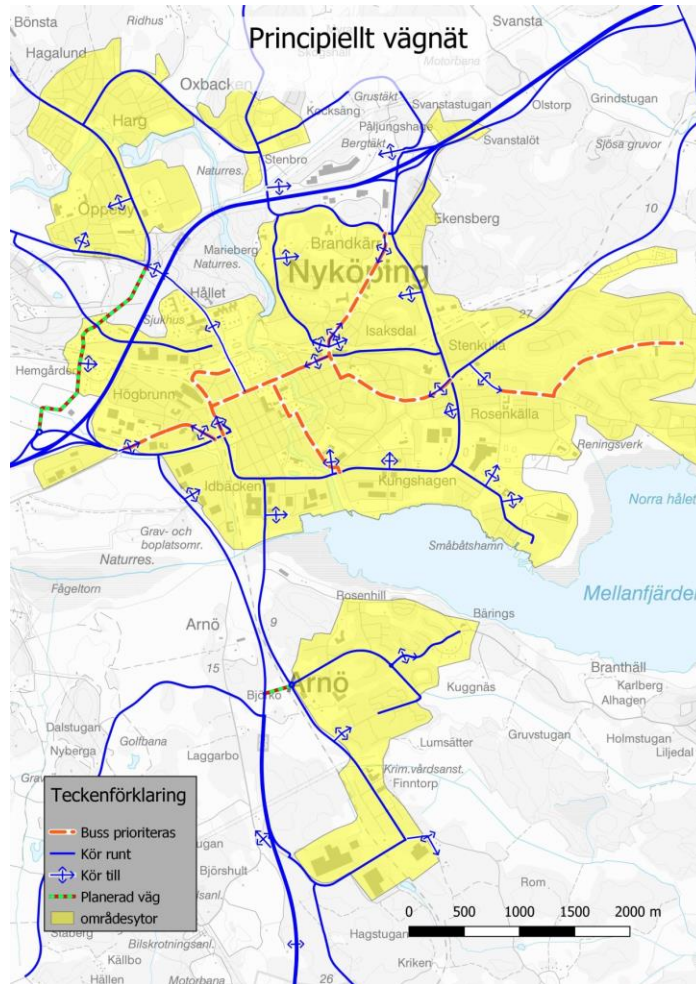 Principiellt vägnät
Bönsta
Ridhus
Svansta
Hagalund
Motorbana
Oxbacken
Grustäkt
Grindstugan
Kocksäng
Svanstastugan
Olstorp
Harg
Påljungshage
Bergtäkt
Svanstalöt
Sjösa gruvor
Stenbro
Naturres.
10
Oppeby
Ekensberg
Marieberg
Brandkärr
Naturres.
Nyköping
Hållet
27
Sjukhus
Isaksdal
Stenkulla
Hemgården
Högbrunn
Rosenkälla
Reningsverk
Idbäcken
Kungshagen
Norra hålet
Grav- och
boplatsomr.
Småbåtshamn
Naturres.
Fågeltorn
Mellanfjärden
Rosenhill
Bärings
Arnö
9
15
Branthäll
Björkö
Arnö
Kuggnäs
Karlberg
Alhagen
Dalstugan
Golfbana
Gruvstugan
Holmstugan
Nyberga
Lumsätter
Liljedal
Laggarbo
Krim.vårdsanst.
Finntorp
Teckenförklaring
Buss prioriteras
Kör runt
Kör till
Planerad väg
områdesytor
Björshult
Rom
0 500 1000 1500 2000 m
Staberg
Bilskrotningsanl.
Hagstugan
Källbo
Kriken
Hällen
Motorbana
26